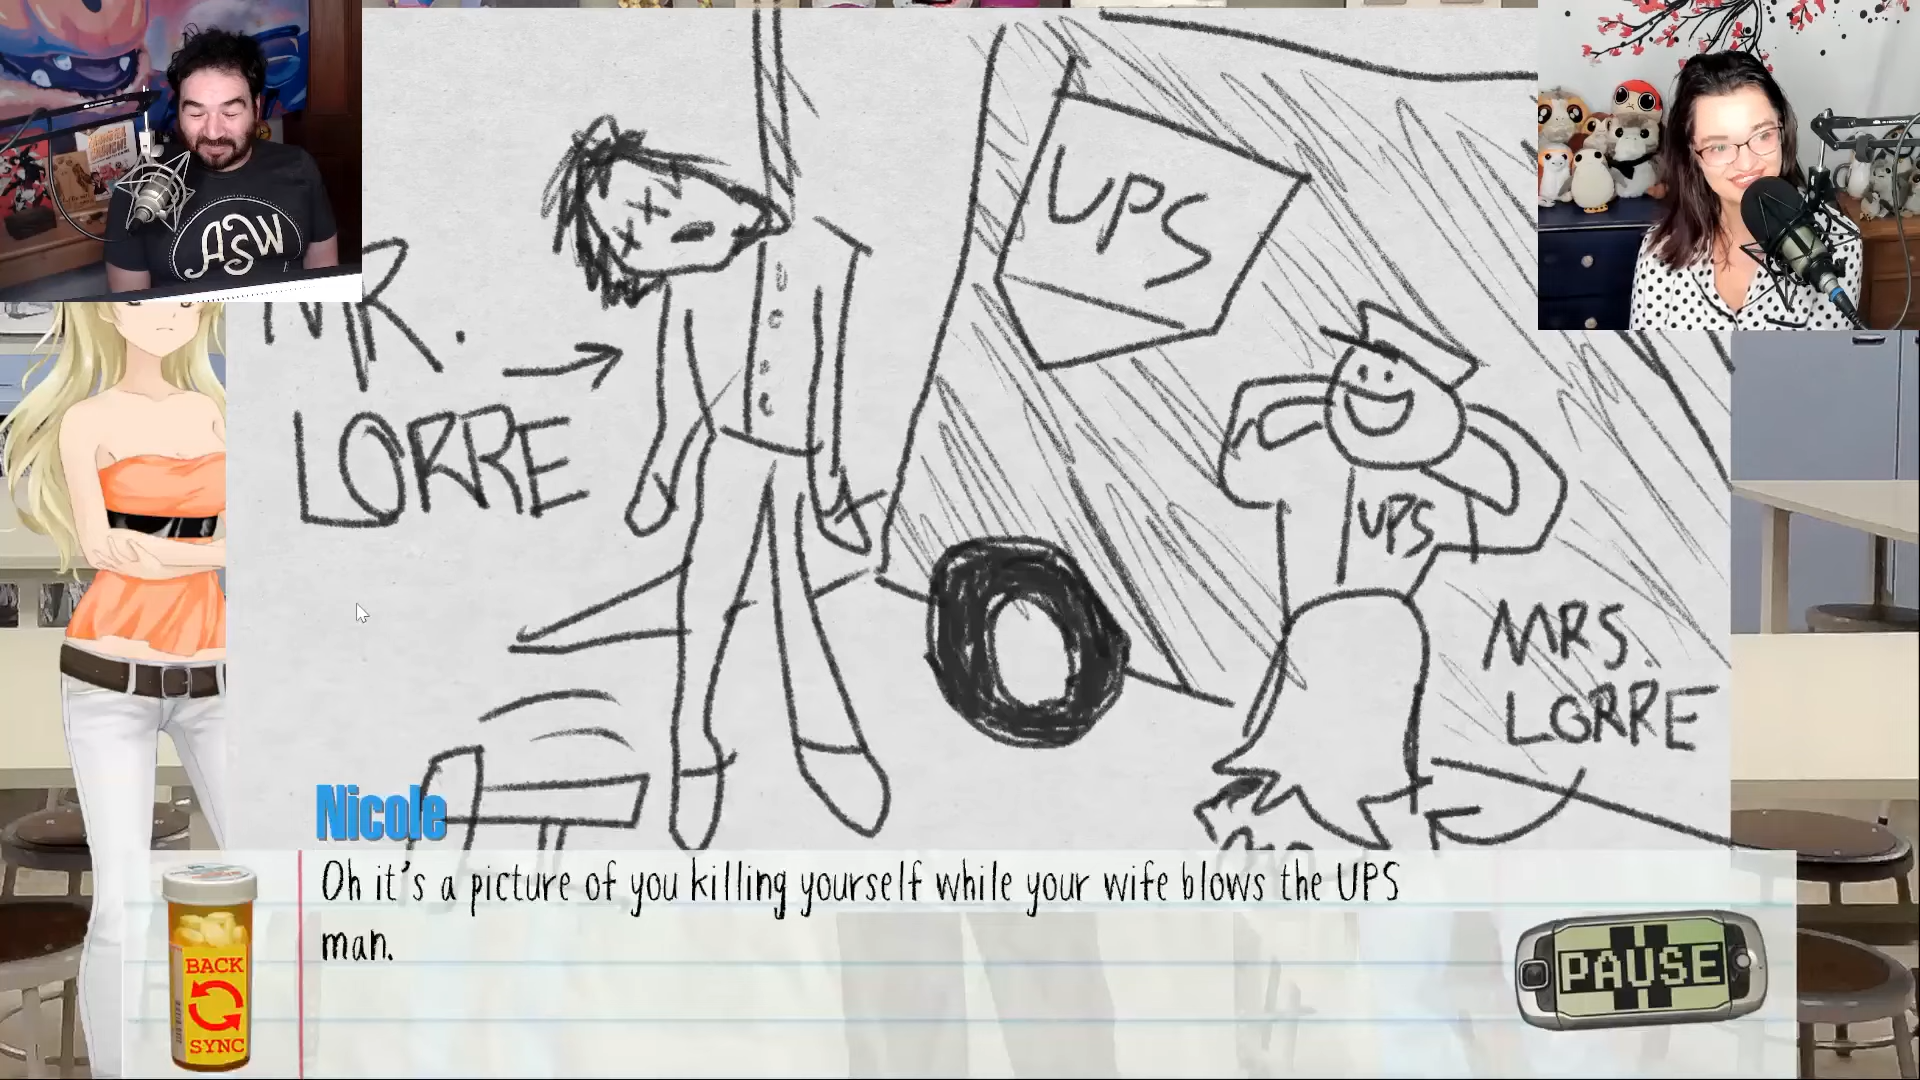 ASW
UPS
MR.
LORRE
UPS
MRS.
LORRE
Nicole
Oh it's a picture of you killing yourself while your wife blows the UPS
man.
BACK
SYNC
PAUSE